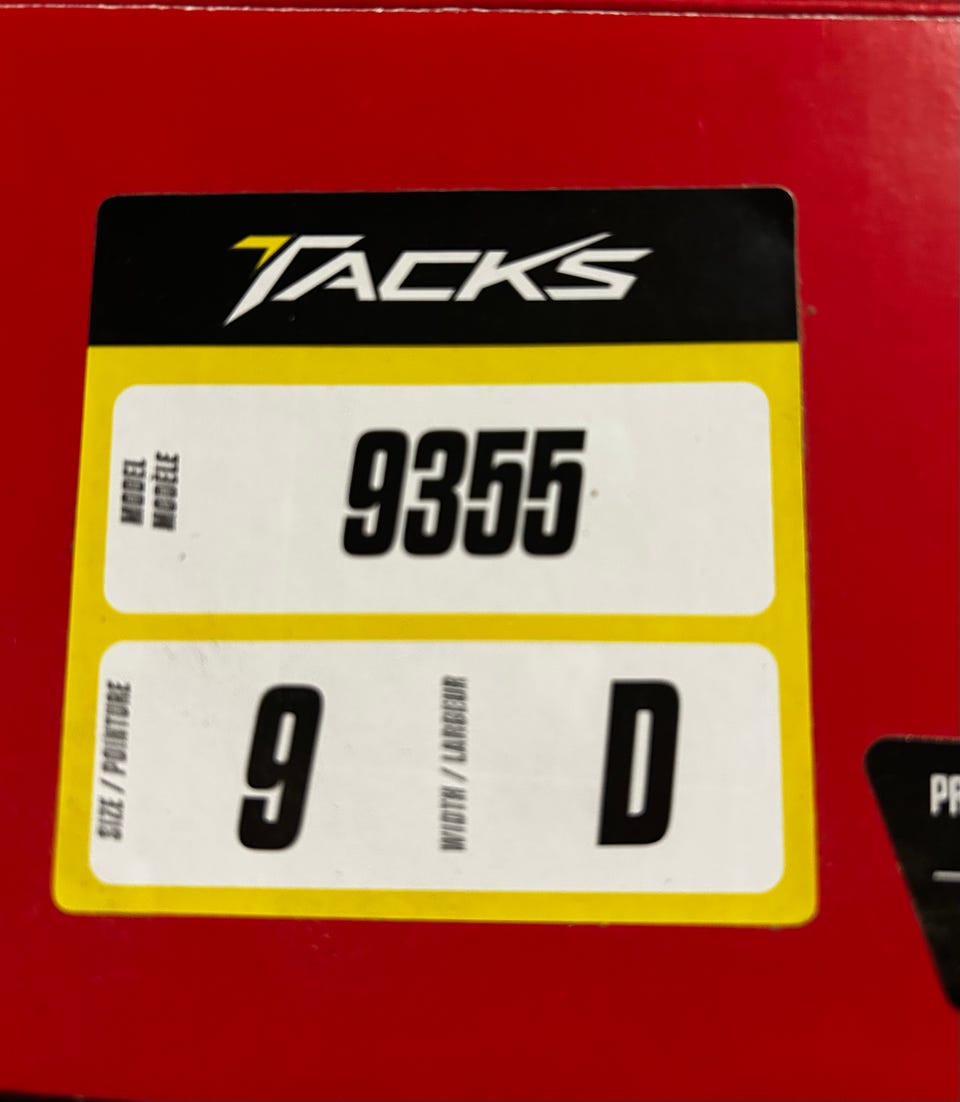 TACKS
MODEL
MODÈLE
9355
SIZE / POINTURE
9
WIDTH / LARGEUR
D